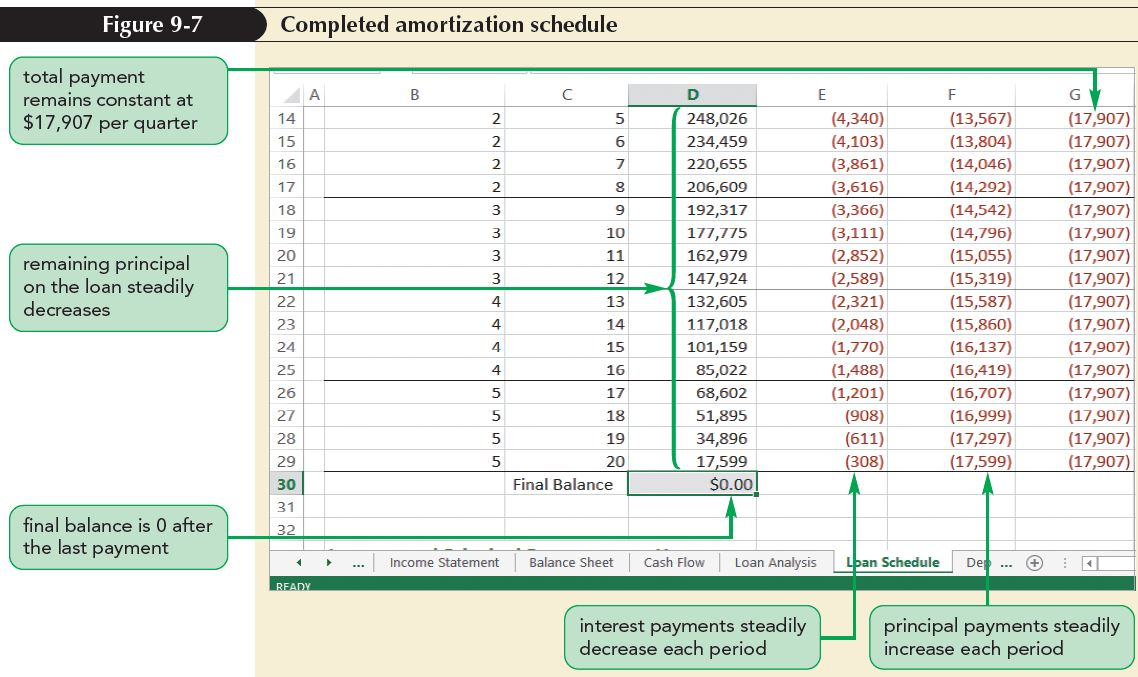 Figure 9-7 Completed amortization schedule
total payment
remains constant at
$17,907 per quarter
remaining principal
on the loan steadily
decreases
final balance is 0 after
the last payment
A B C D E F G
14 2 5 248,026 (4,340) (13,567) (17,907)
15 2 6 234,459 (4,103) (13,804) (17,907)
16 2 7 220,655 (3,861) (14,046) (17,907)
17 2 8 206,609 (3,616) (14,292) (17,907)
18 3 9 192,317 (3,366) (14,542) (17,907)
19 3 10 177,775 (3,111) (14,796) (17,907)
20 3 11 162,979 (2,852) (15,055) (17,907)
21 3 12 147,924 (2,589) (15,319) (17,907)
22 4 13 132,605 (2,321) (15,587) (17,907)
23 4 14 117,018 (2,048) (15,860) (17,907)
24 4 15 101,159 (1,770) (16,137) (17,907)
25 4 16 85,022 (1,488) (16,419) (17,907)
26 5 17 68,602 (1,201) (16,707) (17,907)
27 5 18 51,895 (908) (16,999) (17,907)
28 5 19 34,896 (611) (17,297) (17,907)
29 5 20 17,599 (308) (17,599) (17,907)
30 Final Balance $0.00
31
32
... Income Statement Balance Sheet Cash Flow Loan Analysis Loan Schedule Dep ...
READY
interest payments steadily
decrease each period
principal payments steadily
increase each period